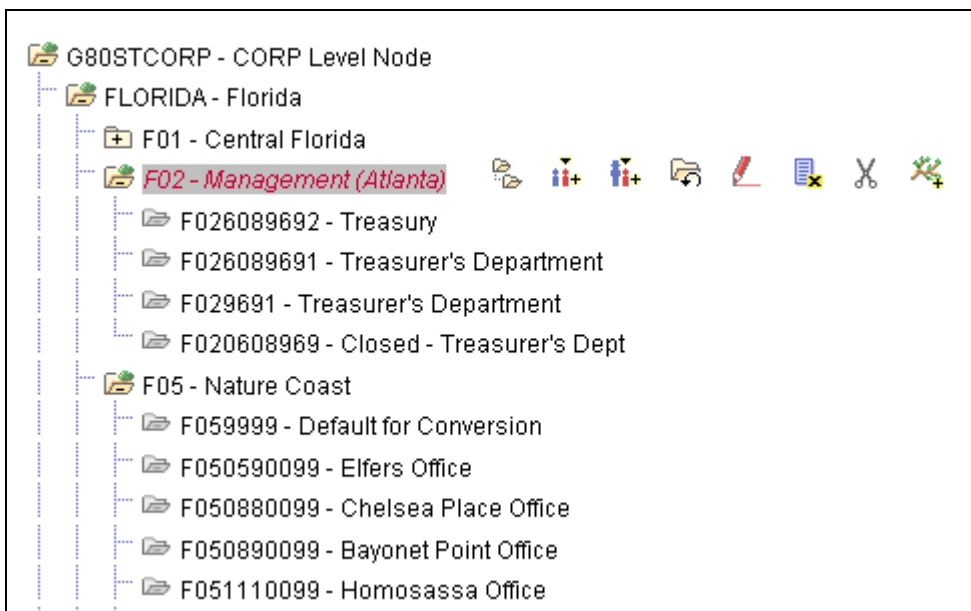 G80STCORP - CORP Level Node
FLORIDA - Florida
F01 - Central Florida
F02 - Management (Atlanta)
F026089692 - Treasury
F026089691 - Treasurer's Department
F029691 - Treasurer's Department
F020608969 - Closed - Treasurer's Dept
F05 - Nature Coast
F059999 - Default for Conversion
F050590099 - Elfers Office
F050880099 - Chelsea Place Office
F050890099 - Bayonet Point Office
F051110099 - Homosassa Office